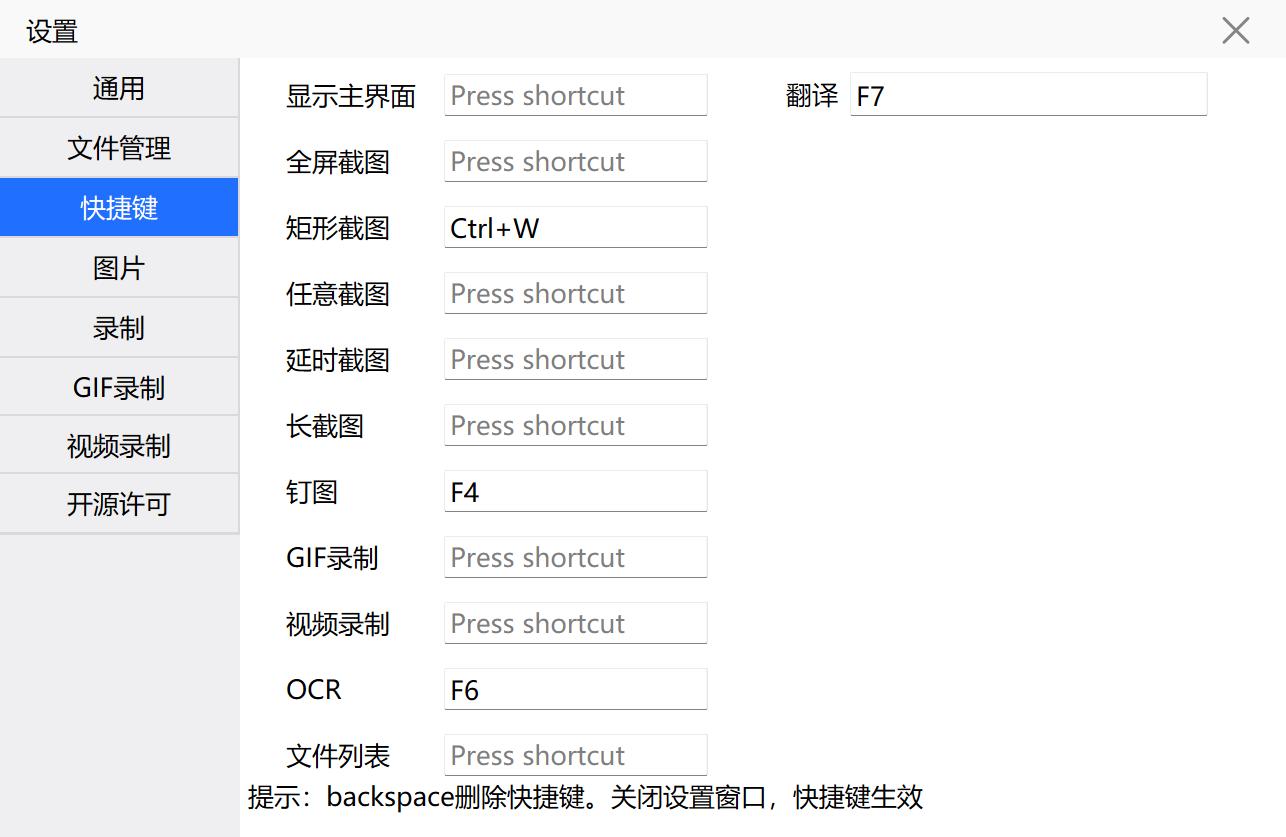 设置
通用
文件管理
快捷键
图片
录制
GIF录制
视频录制
开源许可
显示主界面 Press shortcut 翻译 F7
全屏截图 Press shortcut
矩形截图 Ctrl+W
任意截图 Press shortcut
延时截图 Press shortcut
长截图 Press shortcut
钉图 F4
GIF录制 Press shortcut
视频录制 Press shortcut
OCR F6
文件列表 Press shortcut
提示：backspace删除快捷键。关闭设置窗口，快捷键生效